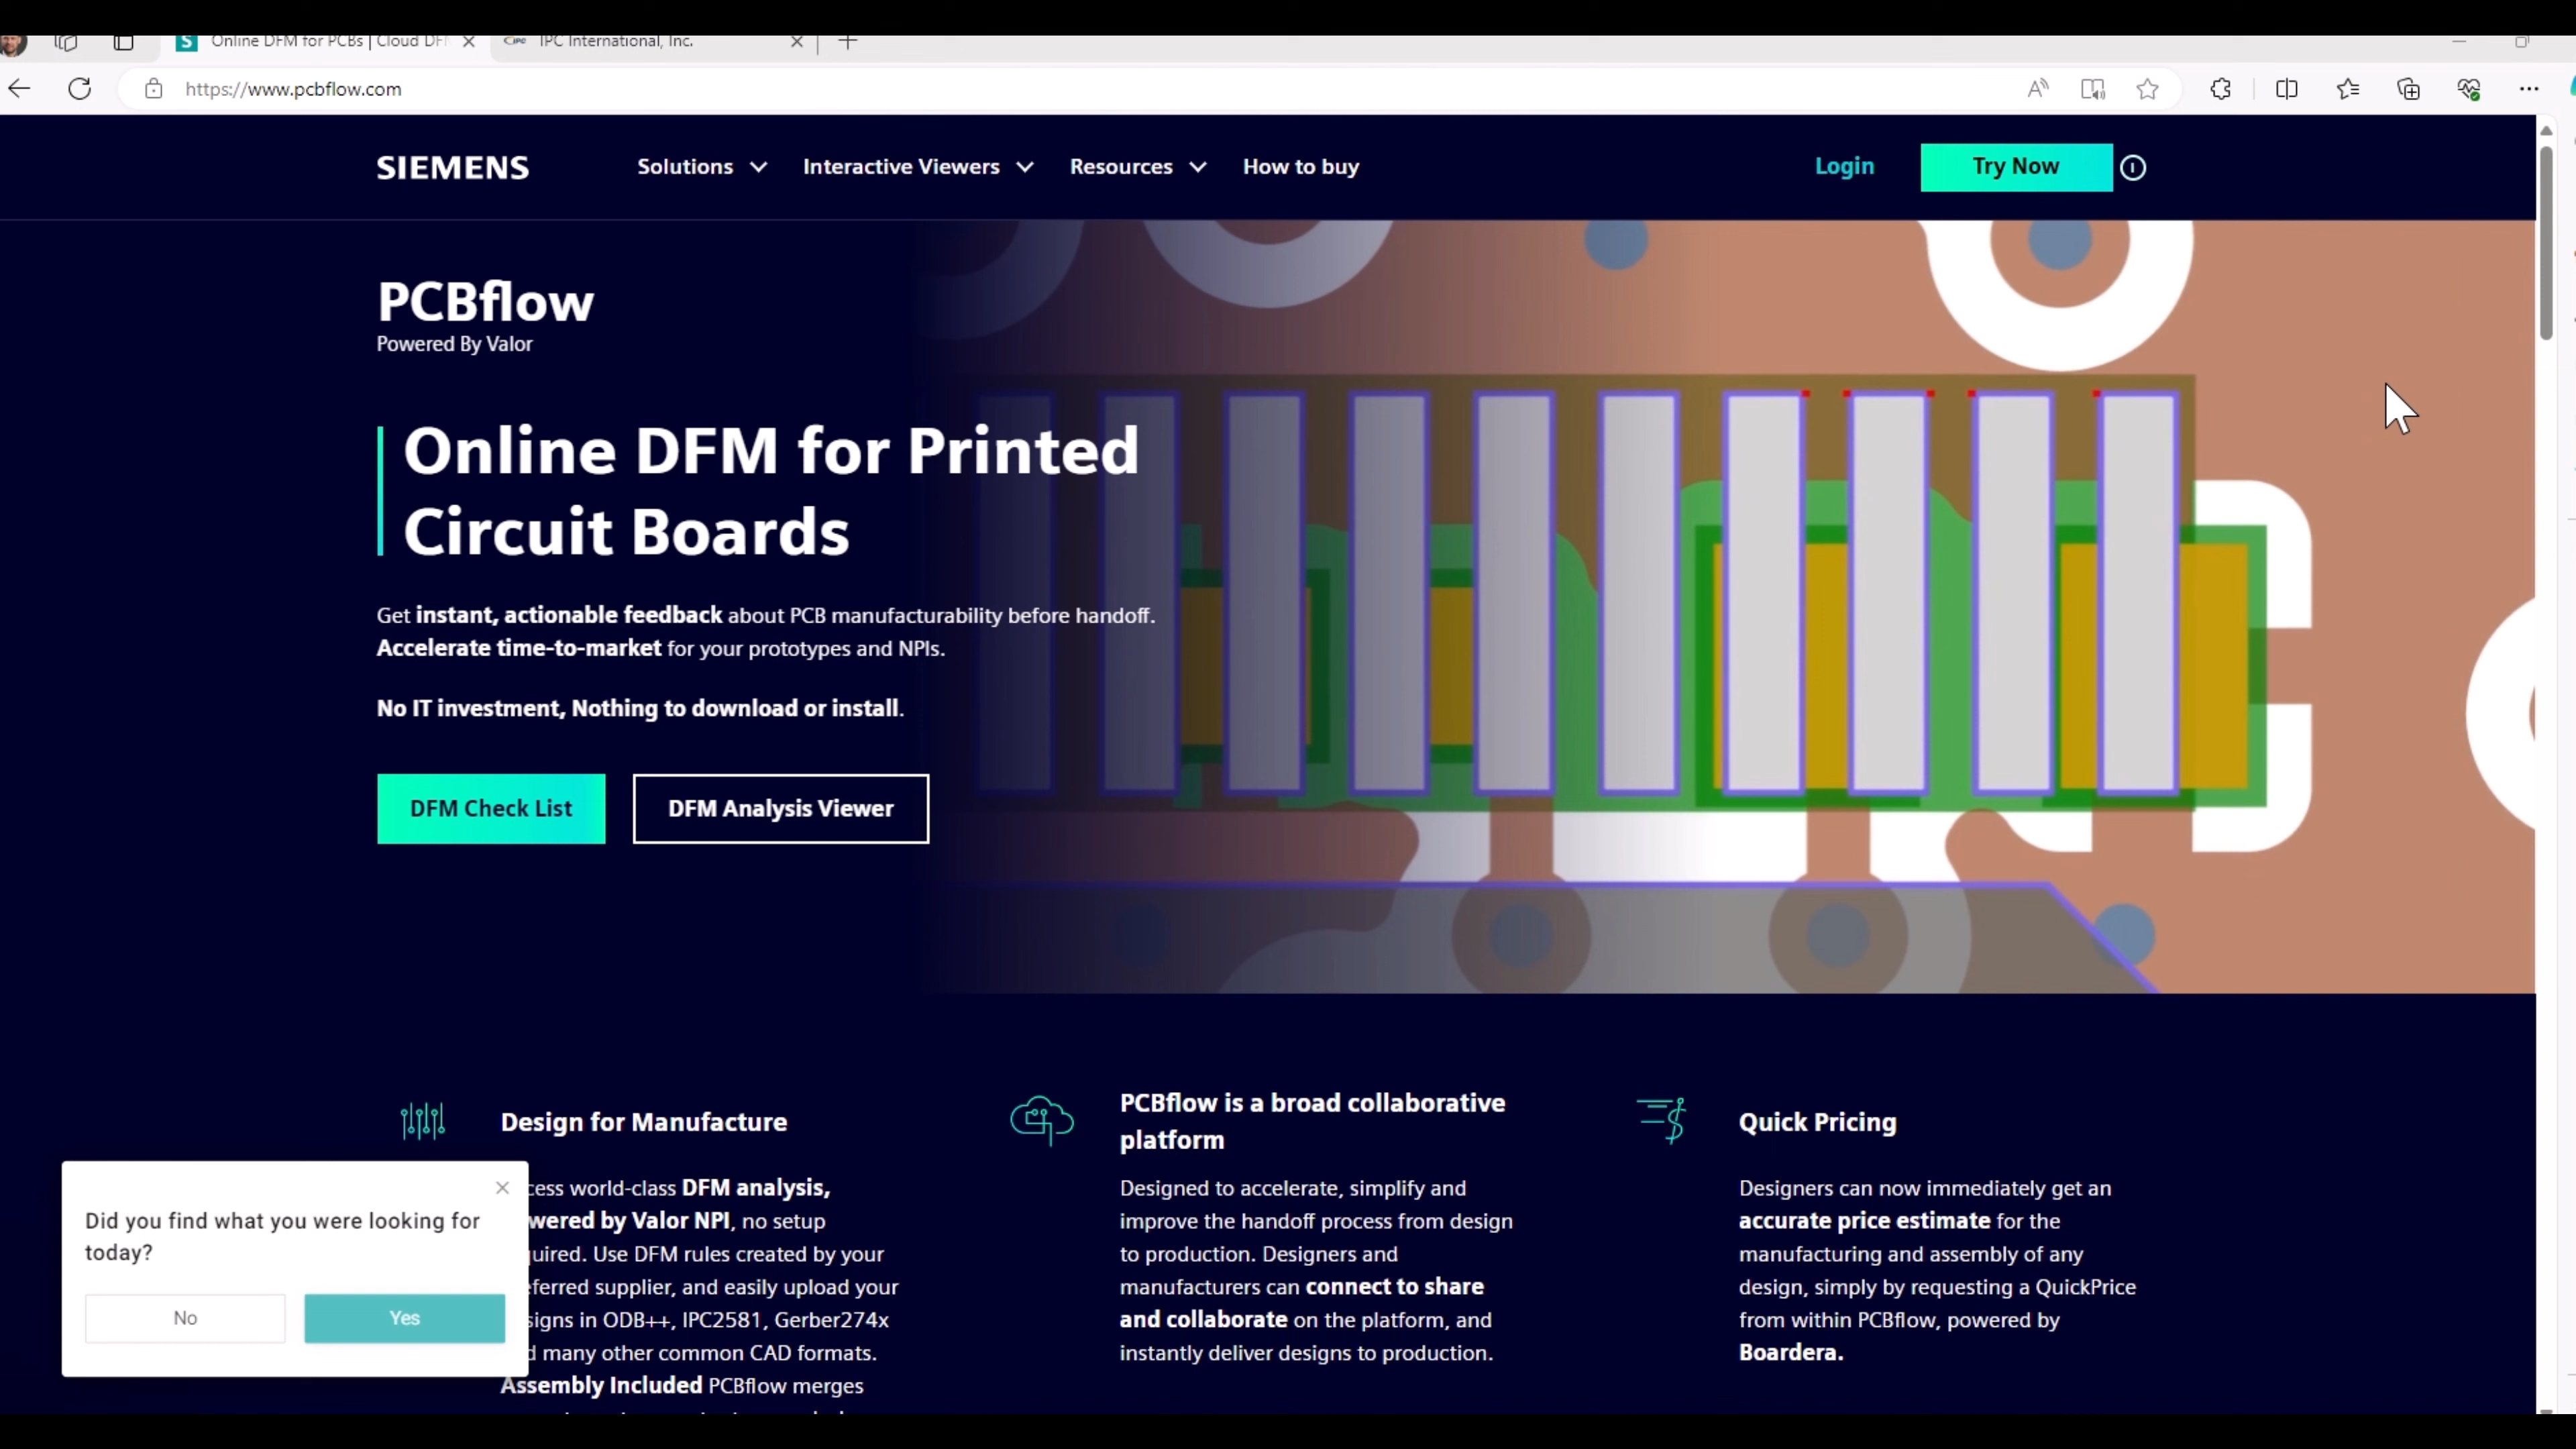 Online DFM for PCBs | Cloud DF
IPC International, Inc.
https://www.pcbflow.com
SIEMENS
Solutions
Interactive Viewers
Resources
How to buy
Login
Try Now
PCBflow
Powered By Valor
Online DFM for Printed
Circuit Boards
Get instant, actionable feedback about PCB manufacturability before handoff.
Accelerate time-to-market for your prototypes and NPIs.
No IT investment, Nothing to download or install.
DFM Check List
DFM Analysis Viewer
Design for Manufacture
cess world-class DFM analysis,
wered by Valor NPI, no setup
uired. Use DFM rules created by your
ferred supplier, and easily upload your
signs in ODB++, IPC2581, Gerber274x
d many other common CAD formats.
Assembly Included PCBflow merges
PCBflow is a broad collaborative
platform
Designed to accelerate, simplify and
improve the handoff process from design
to production. Designers and
manufacturers can connect to share
and collaborate on the platform, and
instantly deliver designs to production.
Quick Pricing
Designers can now immediately get an
accurate price estimate for the
manufacturing and assembly of any
design, simply by requesting a QuickPrice
from within PCBflow, powered by
Boardera.
Did you find what you were looking for
today?
No
Yes